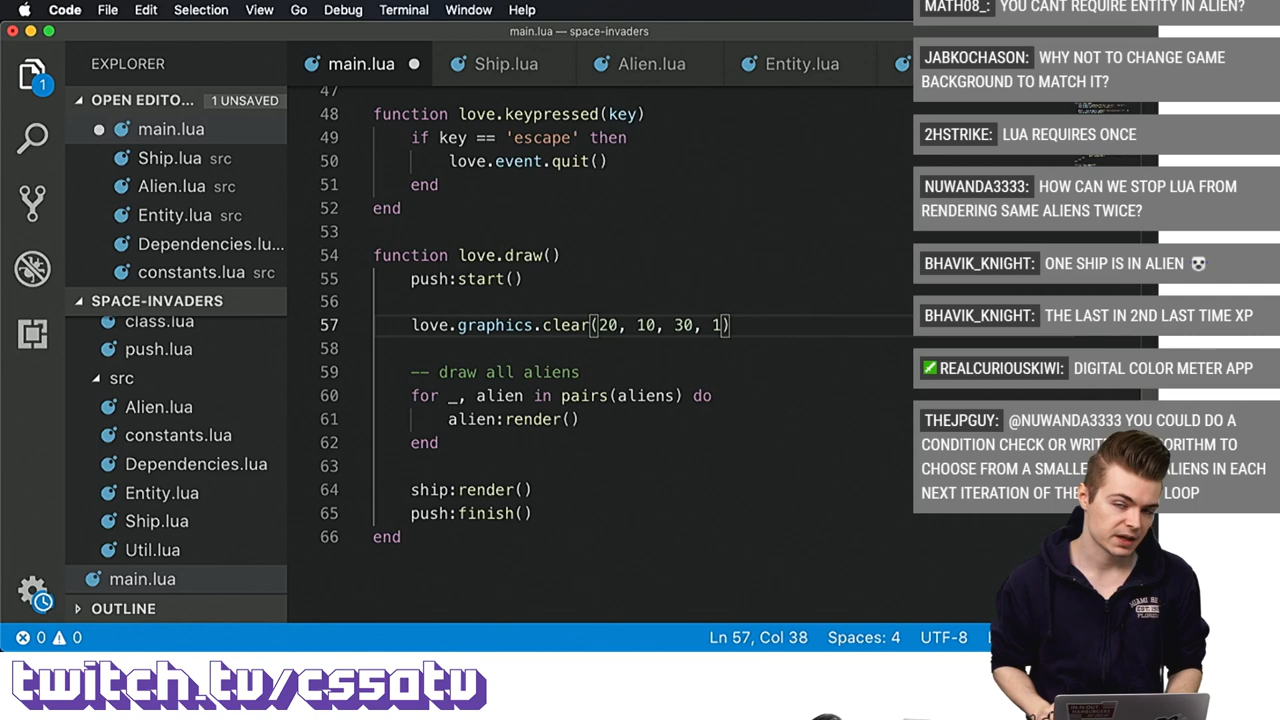 Code File Edit Selection View Go Debug Terminal Window Help
main.lua — space-invaders
EXPLORER
OPEN EDITO... 1 UNSAVED
main.lua
Ship.lua src
Alien.lua src
Entity.lua src
Dependencies.lu...
constants.lua src
SPACE-INVADERS
class.lua
push.lua
src
Alien.lua
constants.lua
Dependencies.lua
Entity.lua
Ship.lua
Util.lua
main.lua
OUTLINE
1
main.lua Ship.lua Alien.lua Entity.lua
47
48 function love.keypressed(key)
49 if key == 'escape' then
50 love.event.quit()
51 end
52 end
53
54 function love.draw()
55 push:start()
56
57 love.graphics.clear(20, 10, 30, 1)
58
59 -- draw all aliens
60 for _, alien in pairs(aliens) do
61 alien:render()
62 end
63
64 ship:render()
65 push:finish()
66 end
0 0 Ln 57, Col 38 Spaces: 4 UTF-8
MATH08_: YOU CANT REQUIRE ENTITY IN ALIEN?
JABKOCHASON: WHY NOT TO CHANGE GAME
BACKGROUND TO MATCH IT?
2HSTRIKE: LUA REQUIRES ONCE
NUWANDA3333: HOW CAN WE STOP LUA FROM
RENDERING SAME ALIENS TWICE?
BHAVIK_KNIGHT: ONE SHIP IS IN ALIEN
BHAVIK_KNIGHT: THE LAST IN 2ND LAST TIME XP
REALCURIOUSKIWI: DIGITAL COLOR METER APP
THEJPGUY: @NUWANDA3333 YOU COULD DO A
CONDITION CHECK OR ORITHM TO
CHOOSE FROM A ALIENS IN EACH
NEXT ITERATION OF LOOP
twitch.tv/cs50tv